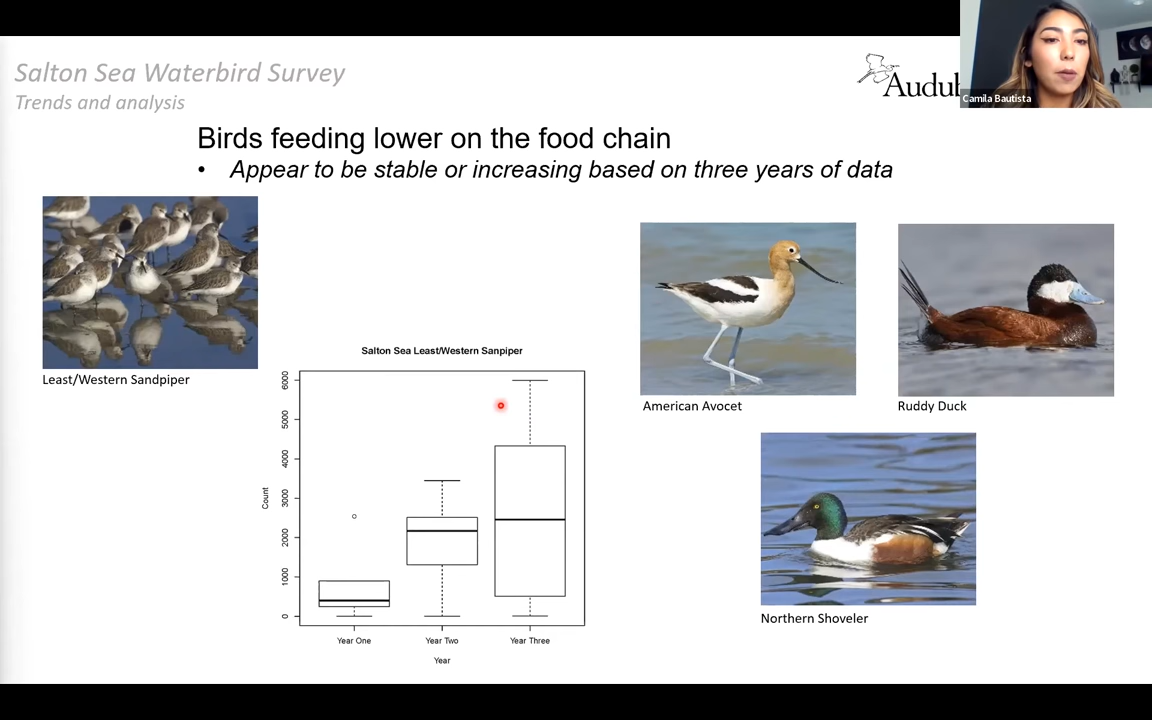 Salton Sea Waterbird Survey
Trends and analysis
Audub
Camila Bautista
Birds feeding lower on the food chain
• Appear to be stable or increasing based on three years of data
Least/Western Sandpiper
Salton Sea Least/Western Sanpiper
Count
6000
5000
4000
3000
2000
1000
0
Year One
Year Two
Year Three
Year
American Avocet
Ruddy Duck
Northern Shoveler